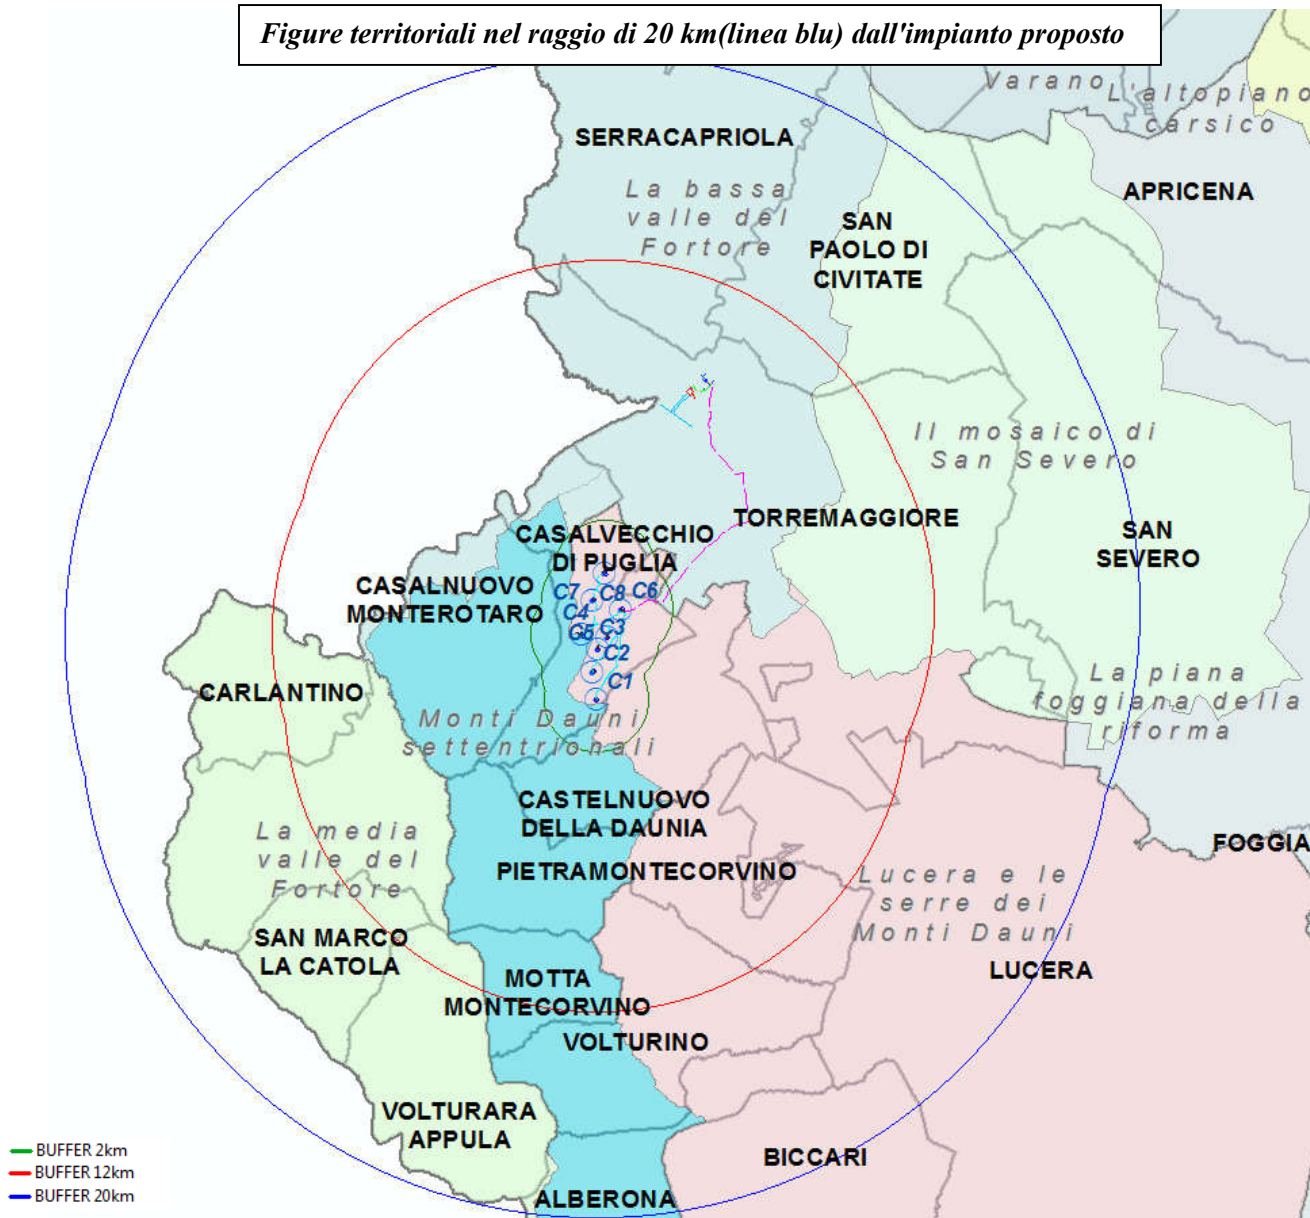 Figure territoriali nel raggio di 20 km(linea blu) dall'impianto proposto
Varano
L'altopiano
carsico
SERRACAPRIOLA
La bassa
valle del
Fortore
APRICENA
SAN
PAOLO DI
CIVITATE
Il mosaico di
San Severo
TORREMAGGIORE
SAN
SEVERO
CASALVECCHIO
DI PUGLIA
CASALNUOVO
MONTEROTARO
C7
C8
C6
C4
C5
C3
C2
C1
CARLANTINO
La piana
foggiana della
riforma
Monti Dauni
settentrionali
CASTELNUOVO
DELLA DAUNIA
La media
valle del
Fortore
FOGGIA
PIETRAMONTECORVINO
Lucera e le
serre dei
Monti Dauni
SAN MARCO
LA CATOLA
LUCERA
MOTTA
MONTECORVINO
VOLTURINO
VOLTURARA
APPULA
BICCARI
ALBERONA
BUFFER 2km
BUFFER 12km
BUFFER 20km